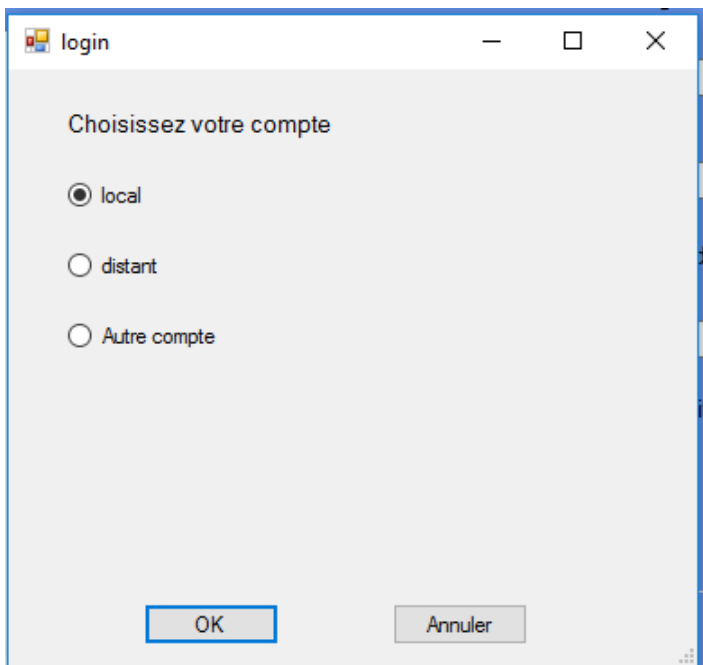 login
Choisissez votre compte
local
distant
Autre compte
OK
Annuler